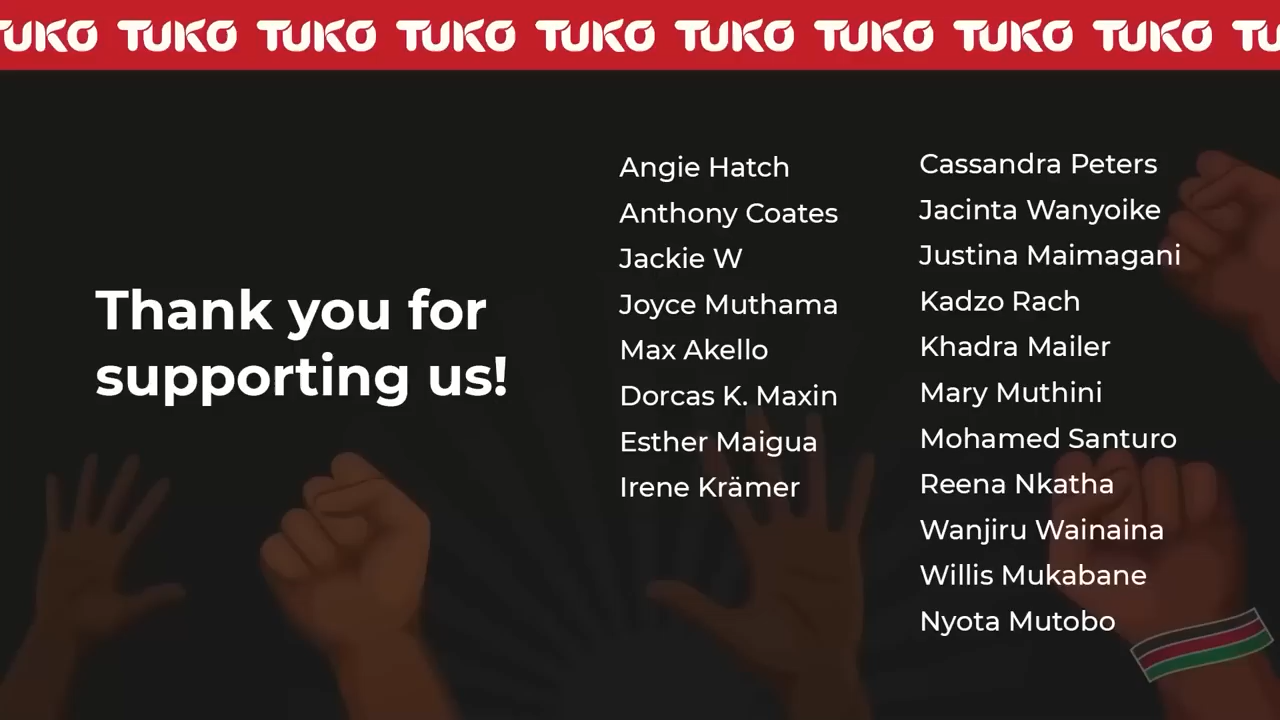 TUKO TUKO TUKO TUKO TUKO TUKO TUKO TUKO TUKO TU
Thank you for
supporting us!
Angie Hatch
Anthony Coates
Jackie W
Joyce Muthama
Max Akello
Dorcas K. Maxin
Esther Maigua
Irene Krämer
Cassandra Peters
Jacinta Wanyoike
Justina Maimagani
Kadzo Rach
Khadra Mailer
Mary Muthini
Mohamed Santuro
Reena Nkatha
Wanjiru Wainaina
Willis Mukabane
Nyota Mutobo